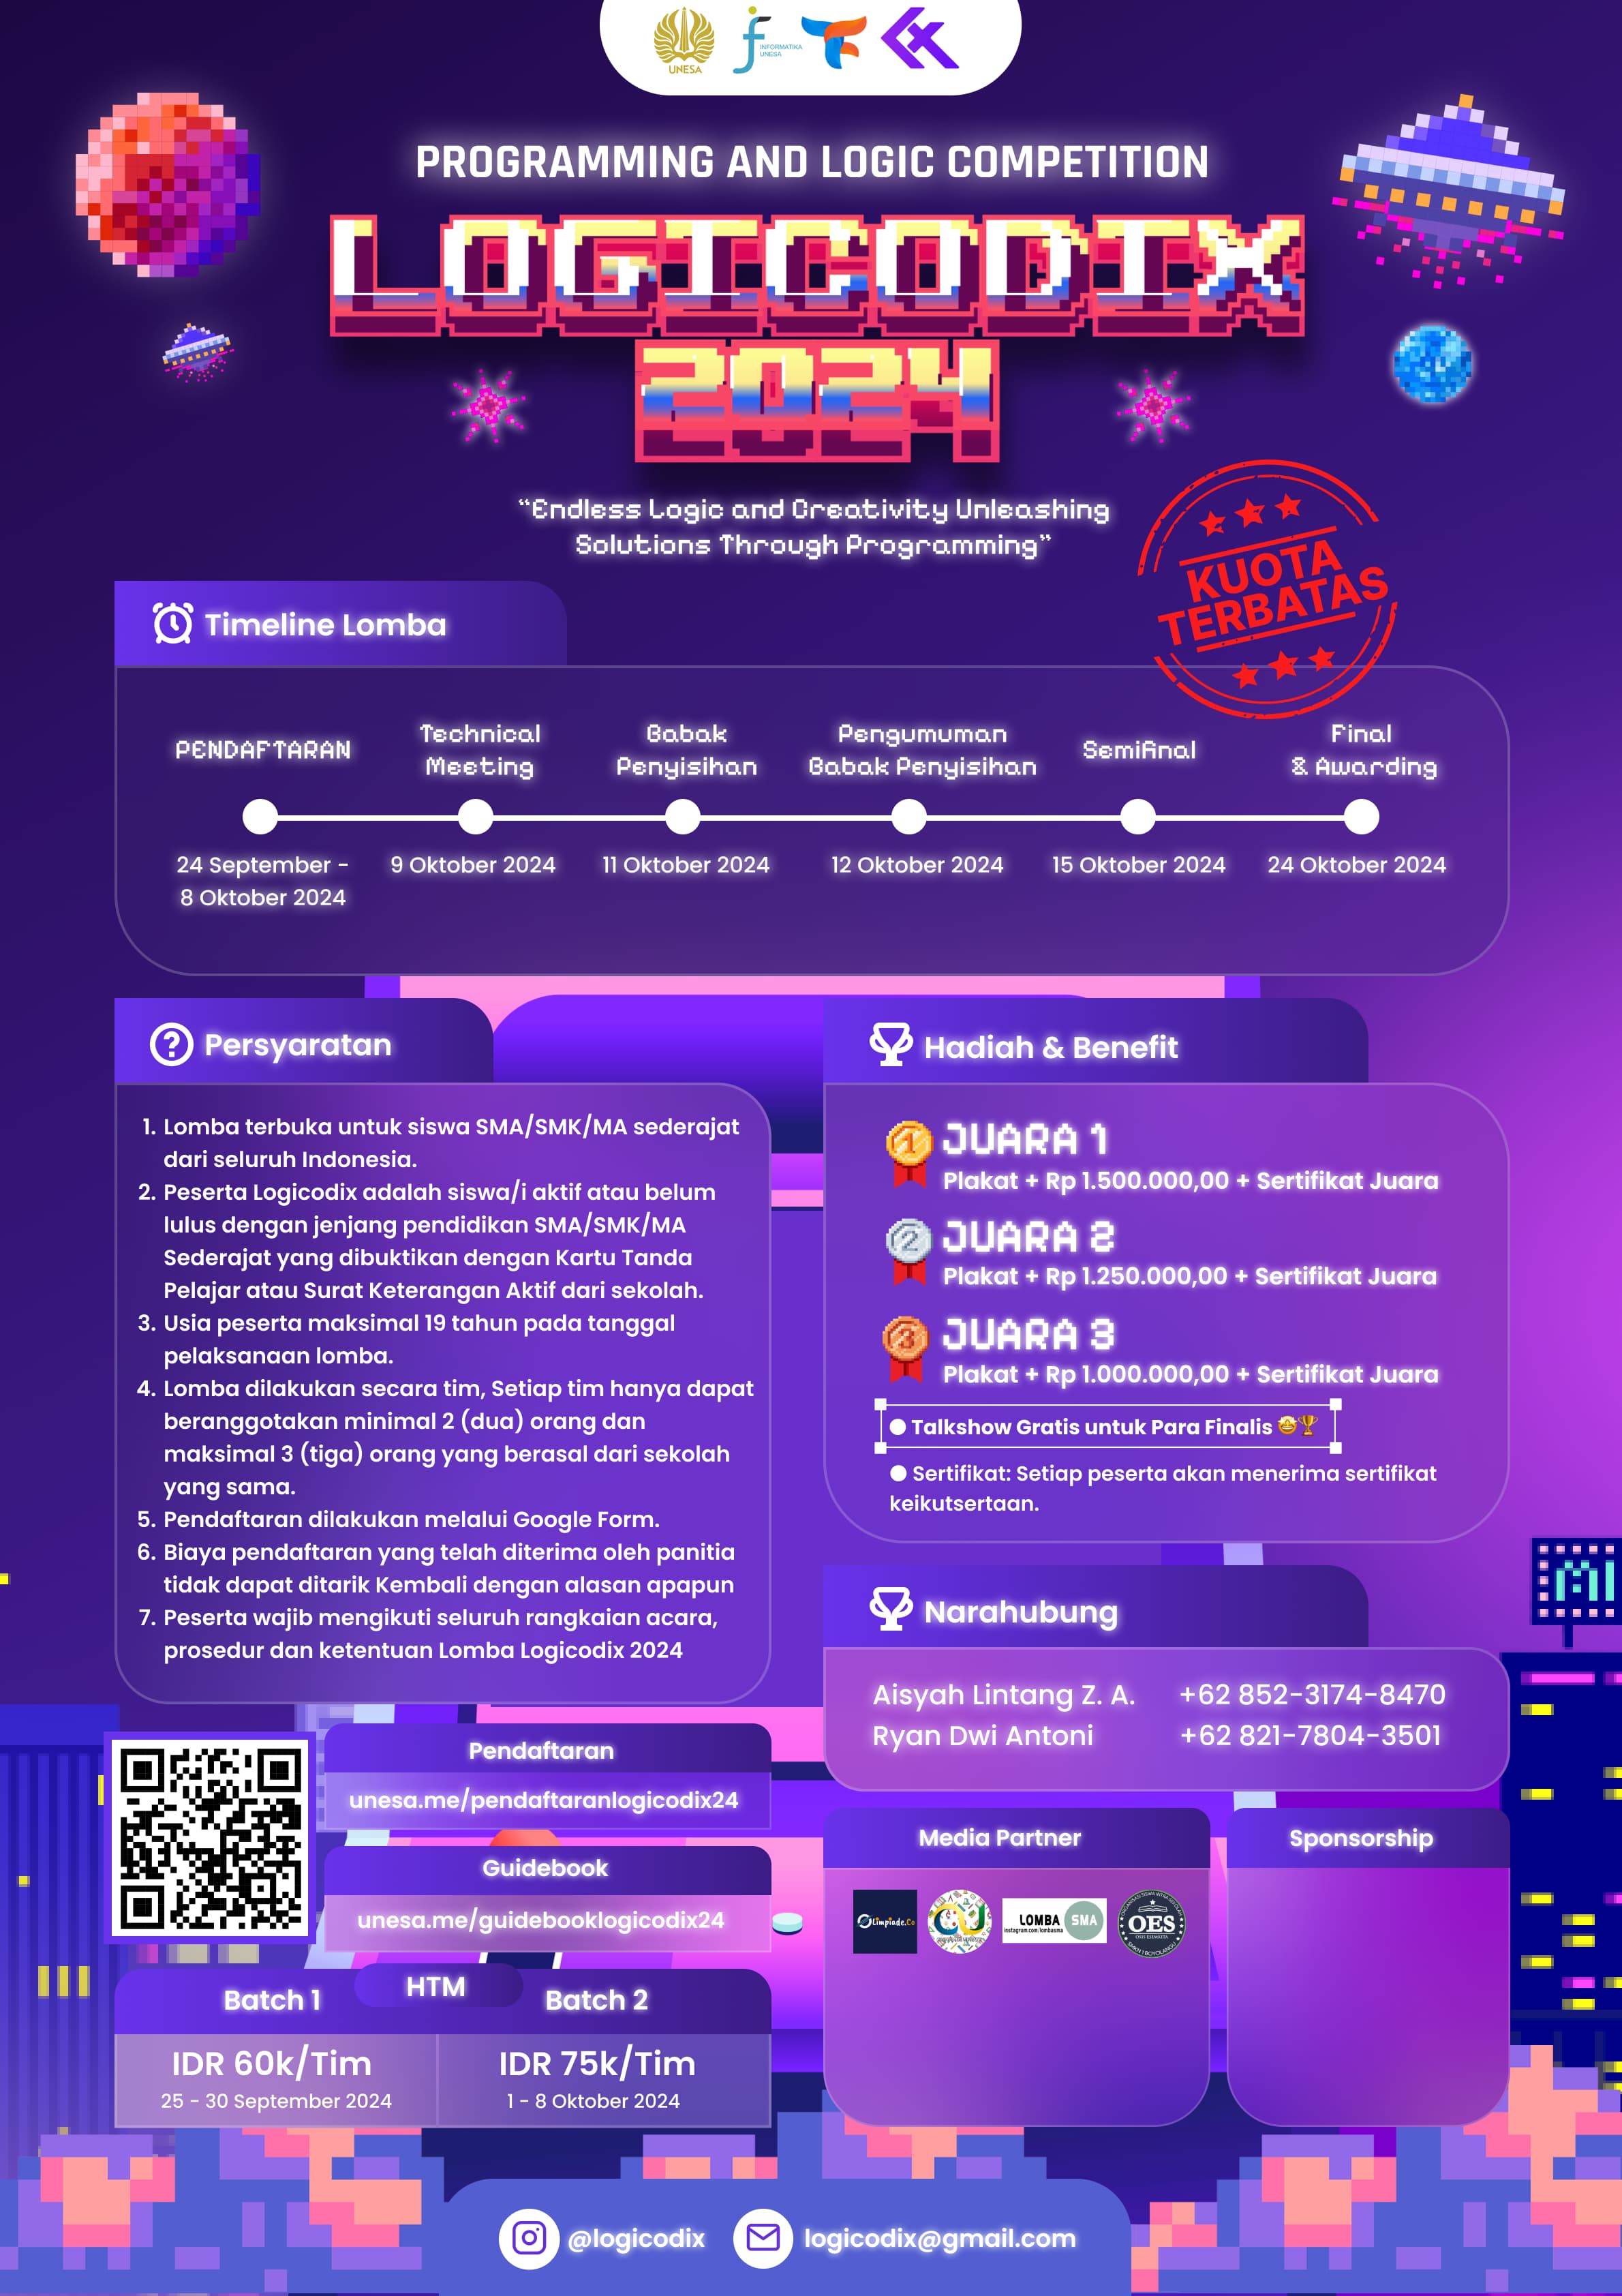 UNESA
INFORMATIKA
UNESA
PROGRAMMING AND LOGIC COMPETITION
LOGICODIX
2024
“Endless Logic and Creativity Unleashing
Solutions Through Programming”
KUOTA
TERBATAS
Timeline Lomba
PENDAFTARAN
24 September -
8 Oktober 2024
Technical
Meeting
9 Oktober 2024
Babak
Penyisihan
11 Oktober 2024
Pengumuman
Babak Penyisihan
12 Oktober 2024
Semifinal
15 Oktober 2024
Final
& Awarding
24 Oktober 2024
Persyaratan
1. Lomba terbuka untuk siswa SMA/SMK/MA sederajat
dari seluruh Indonesia.
2. Peserta Logicodix adalah siswa/i aktif atau belum
lulus dengan jenjang pendidikan SMA/SMK/MA
Sederajat yang dibuktikan dengan Kartu Tanda
Pelajar atau Surat Keterangan Aktif dari sekolah.
3. Usia peserta maksimal 19 tahun pada tanggal
pelaksanaan lomba.
4. Lomba dilakukan secara tim, Setiap tim hanya dapat
beranggotakan minimal 2 (dua) orang dan
maksimal 3 (tiga) orang yang berasal dari sekolah
yang sama.
5. Pendaftaran dilakukan melalui Google Form.
6. Biaya pendaftaran yang telah diterima oleh panitia
tidak dapat ditarik Kembali dengan alasan apapun
7. Peserta wajib mengikuti seluruh rangkaian acara,
prosedur dan ketentuan Lomba Logicodix 2024
Hadiah & Benefit
1
JUARA 1
Plakat + Rp 1.500.000,00 + Sertifikat Juara
2
JUARA 2
Plakat + Rp 1.250.000,00 + Sertifikat Juara
3
JUARA 3
Plakat + Rp 1.000.000,00 + Sertifikat Juara
● Talkshow Gratis untuk Para Finalis 🤩🏆
● Sertifikat: Setiap peserta akan menerima sertifikat
keikutsertaan.
Narahubung
Aisyah Lintang Z. A. +62 852-3174-8470
Ryan Dwi Antoni +62 821-7804-3501
Pendaftaran
unesa.me/pendaftaranlogicodix24
Guidebook
unesa.me/guidebooklogicodix24
HTM
Batch 1
IDR 60k/Tim
25 - 30 September 2024
Batch 2
IDR 75k/Tim
1 - 8 Oktober 2024
Media Partner
Olimpiade.Co
LOMBA SMA
instagram.com/lombasma
OES
Sponsorship
@logicodix
logicodix@gmail.com